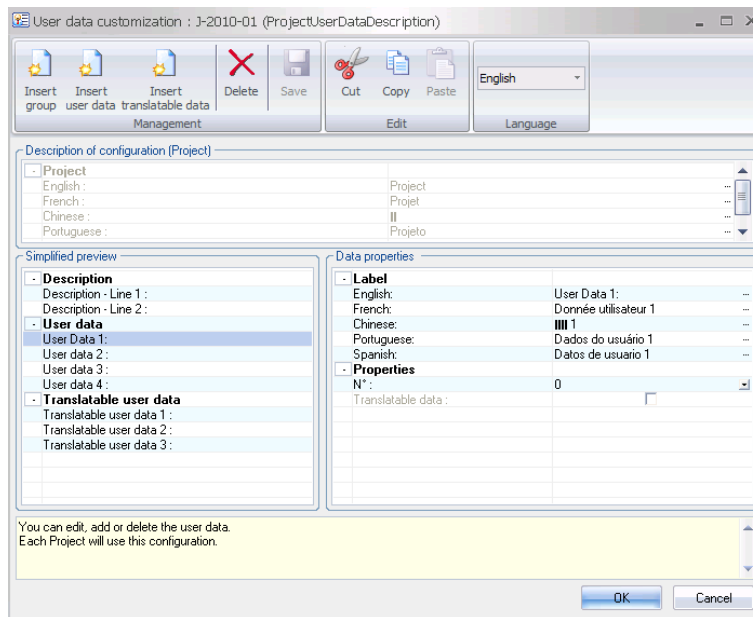 User data customization : J-2010-01 (ProjectUserDataDescription)
Insert group
Insert user data
Insert translatable data
Delete
Save
Management
Cut
Copy
Paste
Edit
English
Language
Description of configuration (Project)
Project
English : Project
French : Projet
Chinese :
Portuguese : Projeto
Simplified preview
Description
Description - Line 1 :
Description - Line 2 :
User data
User Data 1:
User data 2 :
User data 3 :
User data 4 :
Translatable user data
Translatable user data 1 :
Translatable user data 2 :
Translatable user data 3 :
Data properties
Label
English: User Data 1:
French: Donnée utilisateur 1
Chinese: 1
Portuguese: Dados do usuário 1
Spanish: Datos de usuario 1
Properties
N° : 0
Translatable data :
You can edit, add or delete the user data.
Each Project will use this configuration.
OK
Cancel